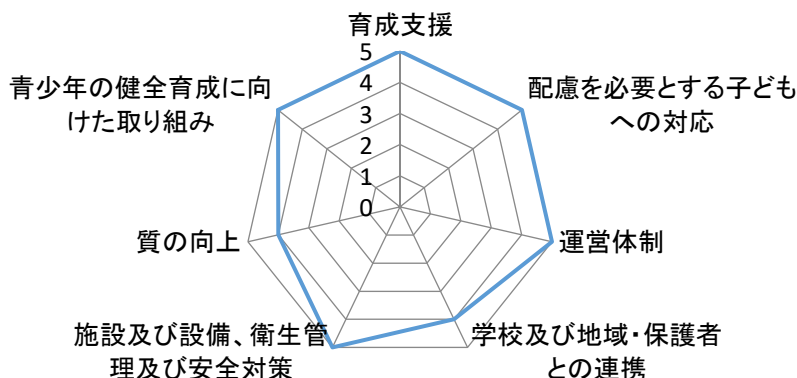 育成支援
5
4
3
2
1
0
配慮を必要とする子ども
への対応
運営体制
学校及び地域・保護者
との連携
施設及び設備、衛生管
理及び安全対策
質の向上
青少年の健全育成に向
けた取り組み